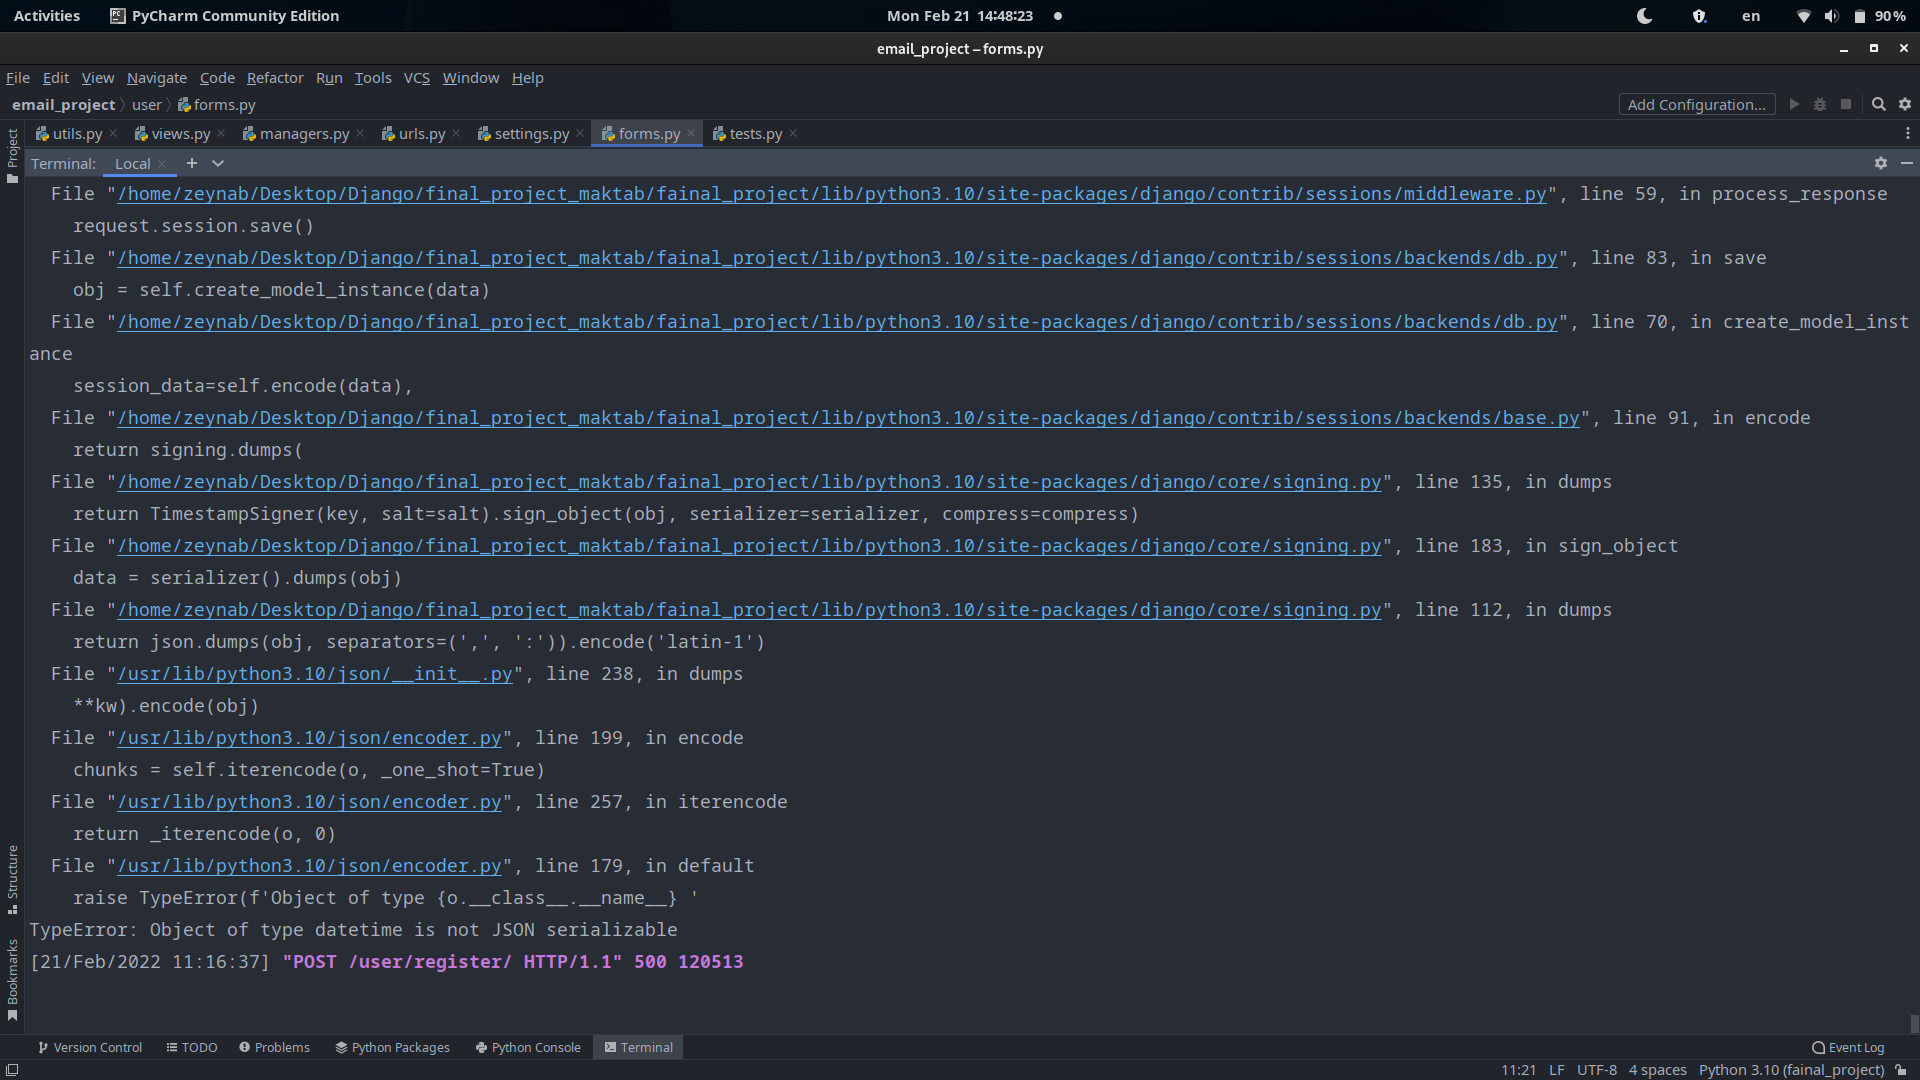 Activities PyCharm Community Edition Mon Feb 21 14:48:23 en 90%
email_project – forms.py
File Edit View Navigate Code Refactor Run Tools VCS Window Help
email_project user forms.py Add Configuration...
utils.py views.py managers.py urls.py settings.py forms.py tests.py
Project
Terminal: Local
File "/home/zeynab/Desktop/Django/final_project_maktab/fainal_project/lib/python3.10/site-packages/django/contrib/sessions/middleware.py", line 59, in process_response
request.session.save()
File "/home/zeynab/Desktop/Django/final_project_maktab/fainal_project/lib/python3.10/site-packages/django/contrib/sessions/backends/db.py", line 83, in save
obj = self.create_model_instance(data)
File "/home/zeynab/Desktop/Django/final_project_maktab/fainal_project/lib/python3.10/site-packages/django/contrib/sessions/backends/db.py", line 70, in create_model_inst
ance
session_data=self.encode(data),
File "/home/zeynab/Desktop/Django/final_project_maktab/fainal_project/lib/python3.10/site-packages/django/contrib/sessions/backends/base.py", line 91, in encode
return signing.dumps(
File "/home/zeynab/Desktop/Django/final_project_maktab/fainal_project/lib/python3.10/site-packages/django/core/signing.py", line 135, in dumps
return TimestampSigner(key, salt=salt).sign_object(obj, serializer=serializer, compress=compress)
File "/home/zeynab/Desktop/Django/final_project_maktab/fainal_project/lib/python3.10/site-packages/django/core/signing.py", line 183, in sign_object
data = serializer().dumps(obj)
File "/home/zeynab/Desktop/Django/final_project_maktab/fainal_project/lib/python3.10/site-packages/django/core/signing.py", line 112, in dumps
return json.dumps(obj, separators=(',', ':')).encode('latin-1')
File "/usr/lib/python3.10/json/__init__.py", line 238, in dumps
**kw).encode(obj)
File "/usr/lib/python3.10/json/encoder.py", line 199, in encode
chunks = self.iterencode(o, _one_shot=True)
File "/usr/lib/python3.10/json/encoder.py", line 257, in iterencode
return _iterencode(o, 0)
File "/usr/lib/python3.10/json/encoder.py", line 179, in default
raise TypeError(f'Object of type {o.__class__.__name__} '
TypeError: Object of type datetime is not JSON serializable
[21/Feb/2022 11:16:37] "POST /user/register/ HTTP/1.1" 500 120513
Structure
Bookmarks
Version Control TODO Problems Python Packages Python Console Terminal Event Log
11:21 LF UTF-8 4 spaces Python 3.10 (fainal_project)